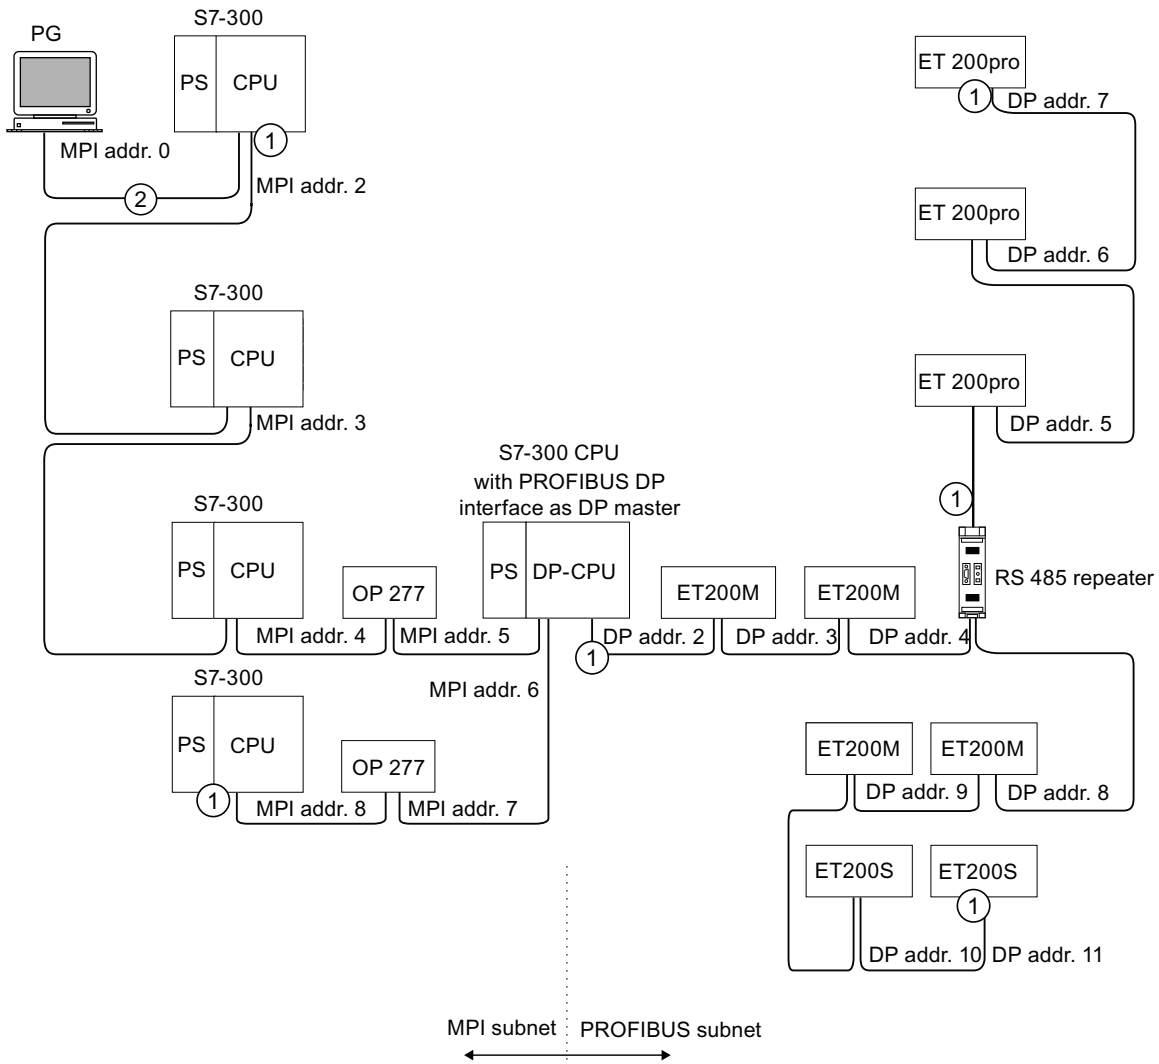 S7-300
PG
PS
CPU
1
MPI addr. 0
2
MPI addr. 2
S7-300
PS
CPU
MPI addr. 3
S7-300
PS
CPU
OP 277
MPI addr. 4
MPI addr. 5
S7-300 CPU
with PROFIBUS DP
interface as DP master
PS
DP-CPU
1
MPI addr. 6
S7-300
PS
CPU
1
OP 277
MPI addr. 8
MPI addr. 7
ET200M
ET200M
DP addr. 2
DP addr. 3
DP addr. 4
ET 200pro
1
DP addr. 7
ET 200pro
DP addr. 6
ET 200pro
DP addr. 5
1
RS 485 repeater
ET200M
ET200M
DP addr. 9
DP addr. 8
ET200S
ET200S
1
DP addr. 10
DP addr. 11
MPI subnet
PROFIBUS subnet